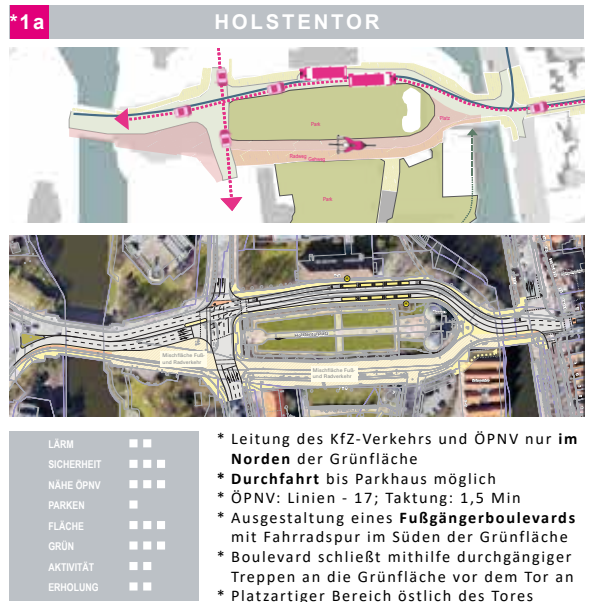 *1a
HOLSTENTOR
Park
Platz
Radweg
Gehweg
Park
Mischfläche Fuß-
und Radverkehr
Mischfläche Fuß-
und Radverkehr
LÄRM ■ ■
SICHERHEIT ■ ■ ■
NÄHE ÖPNV ■ ■ ■
PARKEN ■
FLÄCHE ■ ■ ■
GRÜN ■ ■ ■
AKTIVITÄT ■ ■
ERHOLUNG ■ ■
* Leitung des KfZ-Verkehrs und ÖPNV nur im
Norden der Grünfläche
* Durchfahrt bis Parkhaus möglich
* ÖPNV: Linien - 17; Taktung: 1,5 Min
* Ausgestaltung eines Fußgängerboulevards
mit Fahrradspur im Süden der Grünfläche
* Boulevard schließt mithilfe durchgängiger
Treppen an die Grünfläche vor dem Tor an
* Platzartiger Bereich östlich des Tores